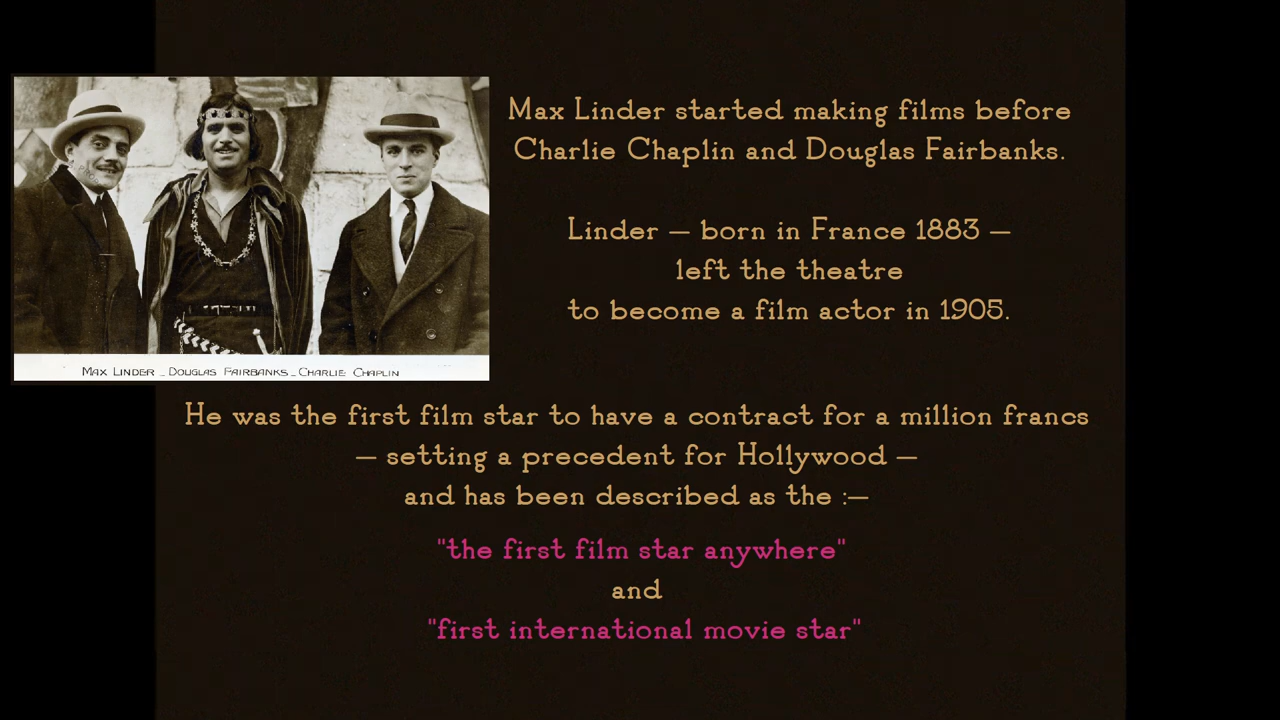 Max Linder started making films before
Charlie Chaplin and Douglas Fairbanks.
Linder — born in France 1883 —
left the theatre
to become a film actor in 1905.
MAX LINDER _ DOUGLAS FAIRBANKS _ CHARLIE CHAPLIN
He was the first film star to have a contract for a million francs
— setting a precedent for Hollywood —
and has been described as the :—
"the first film star anywhere"
and
"first international movie star"